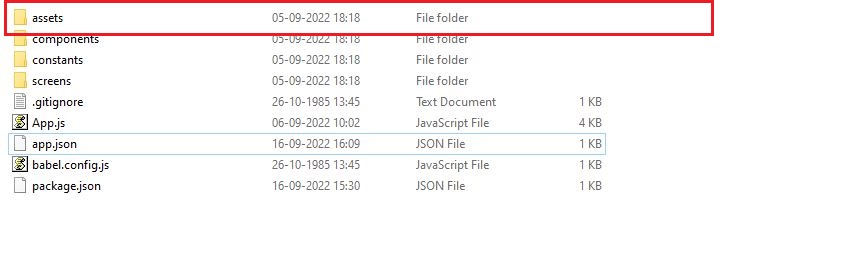 assets 05-09-2022 18:18 File folder
components 05-09-2022 18:18 File folder
constants 05-09-2022 18:18 File folder
screens 05-09-2022 18:18 File folder
.gitignore 26-10-1985 13:45 Text Document 1 KB
App.js 06-09-2022 10:02 JavaScript File 4 KB
app.json 16-09-2022 16:09 JSON File 1 KB
babel.config.js 26-10-1985 13:45 JavaScript File 1 KB
package.json 16-09-2022 15:30 JSON File 1 KB